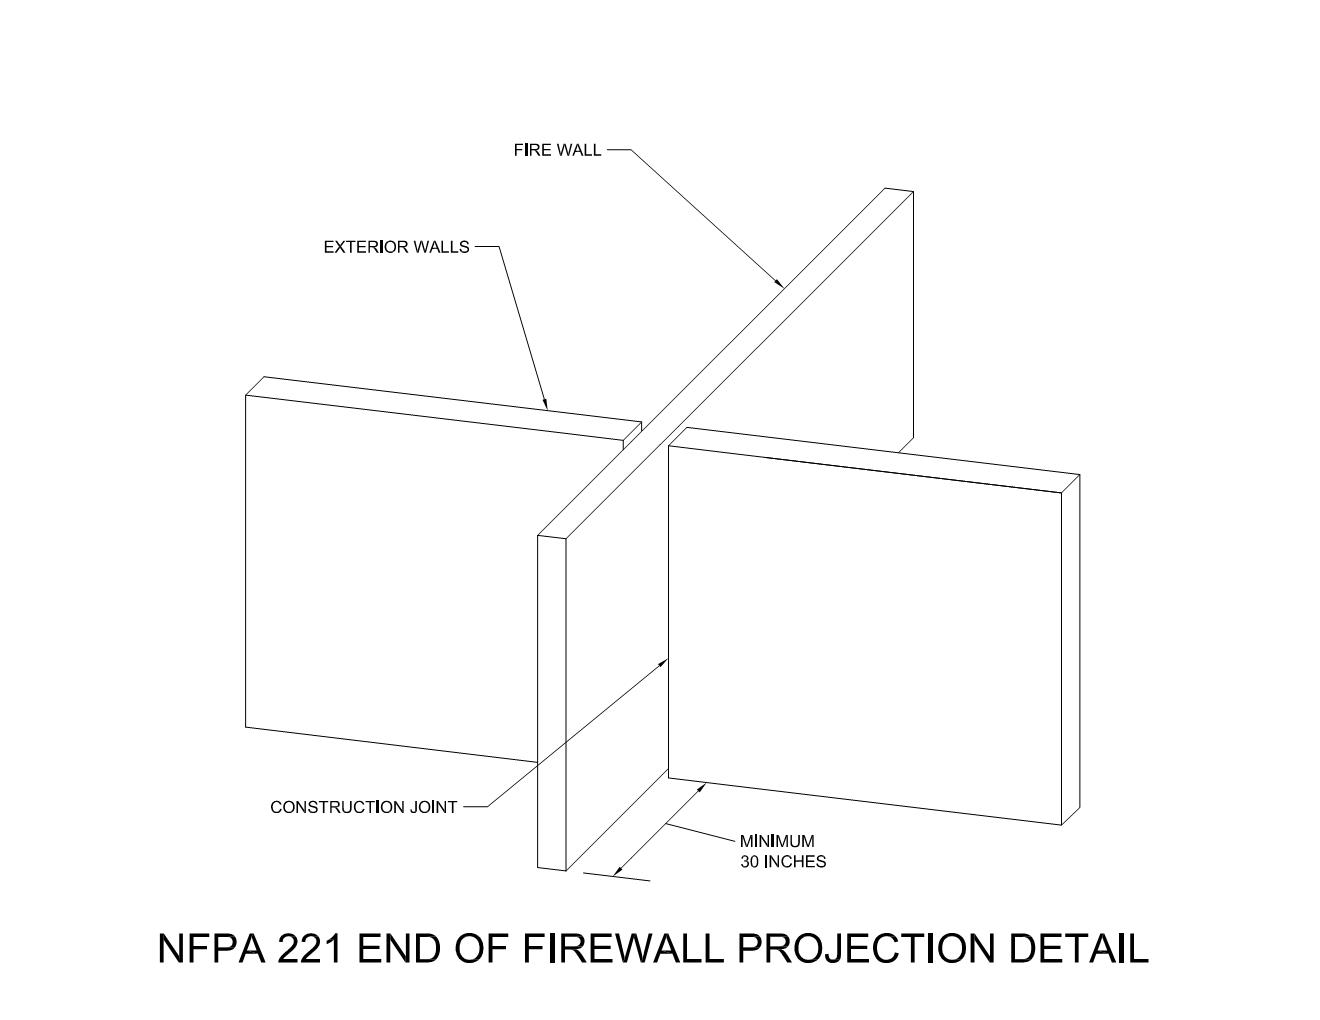 FIRE WALL
EXTERIOR WALLS
CONSTRUCTION JOINT
MINIMUM
30 INCHES
NFPA 221 END OF FIREWALL PROJECTION DETAIL